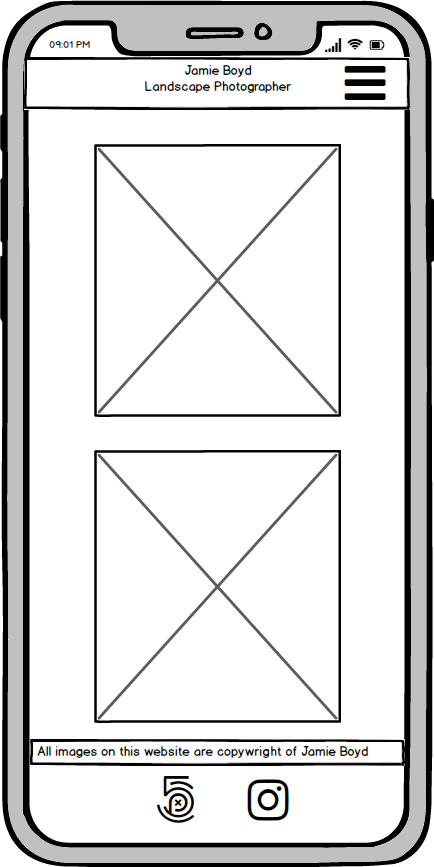 09:01 PM
Jamie Boyd
Landscape Photographer
All images on this website are copywright of Jamie Boyd